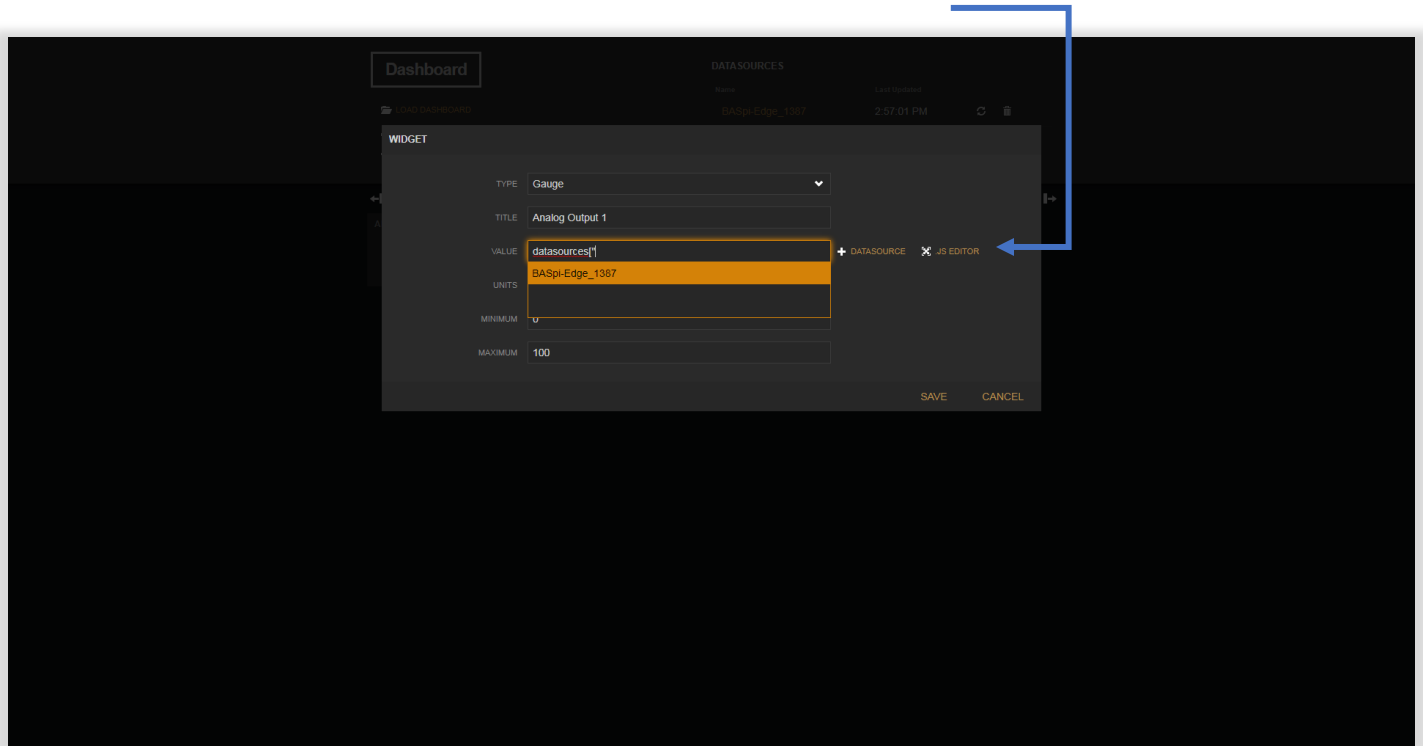 Dashboard
DATASOURCES
Name
Last Updated
LOAD DASHBOARD
BASpi-Edge_1387
2:57:01 PM
WIDGET
TYPE
Gauge
TITLE
Analog Output 1
VALUE
datasources["
DATASOURCE
JS EDITOR
BASpi-Edge_1387
UNITS
MINIMUM
0
MAXIMUM
100
SAVE
CANCEL